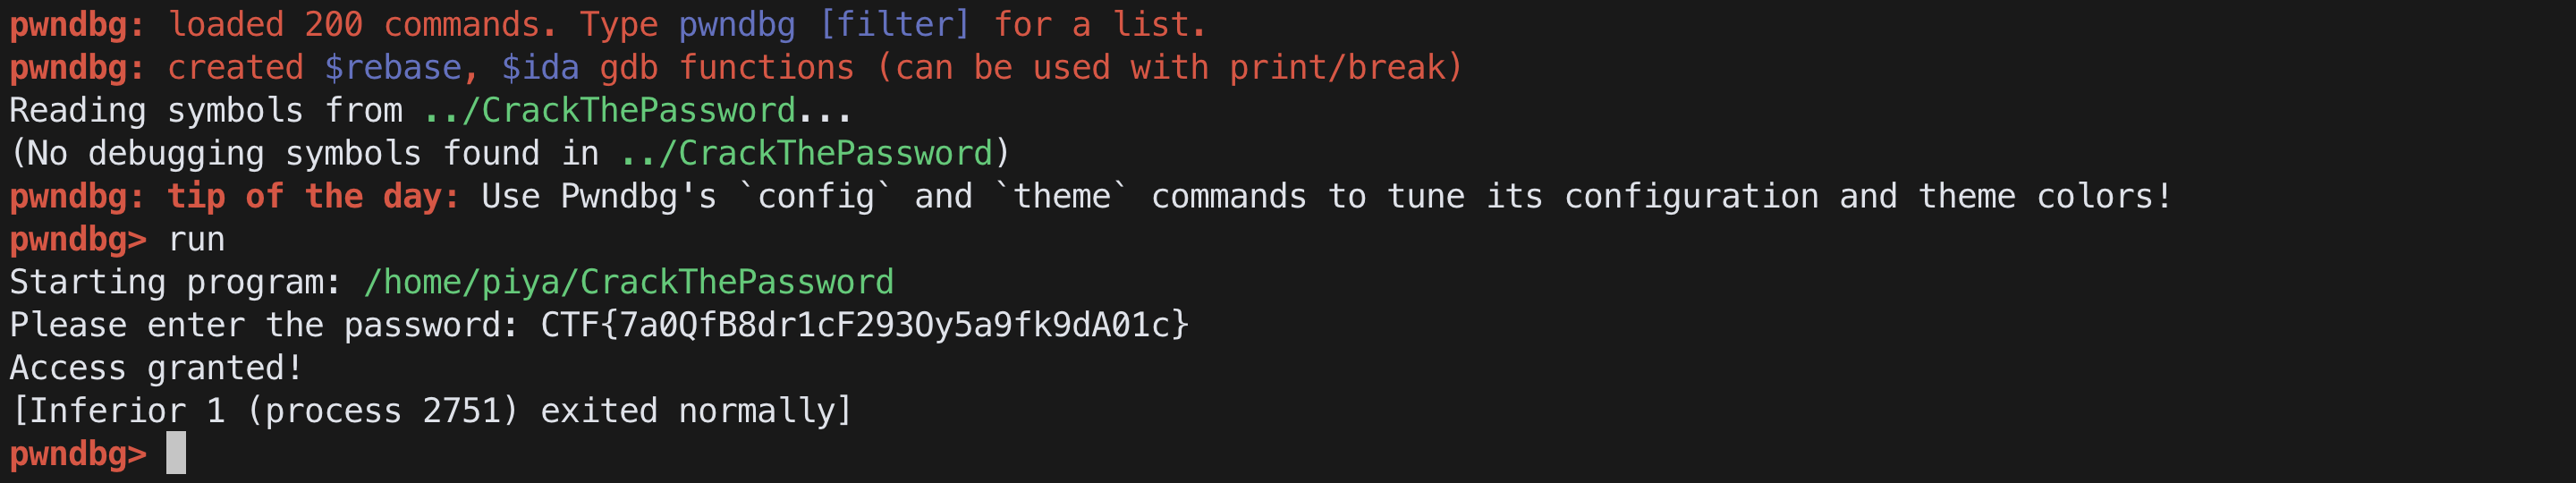 pwndbg: loaded 200 commands. Type pwndbg [filter] for a list.
pwndbg: created $rebase, $ida gdb functions (can be used with print/break)
Reading symbols from ../CrackThePassword...
(No debugging symbols found in ../CrackThePassword)
pwndbg: tip of the day: Use Pwndbg's `config` and `theme` commands to tune its configuration and theme colors!
pwndbg> run
Starting program: /home/piya/CrackThePassword
Please enter the password: CTF{7a0QfB8dr1cF293Oy5a9fk9dA01c}
Access granted!
[Inferior 1 (process 2751) exited normally]
pwndbg>